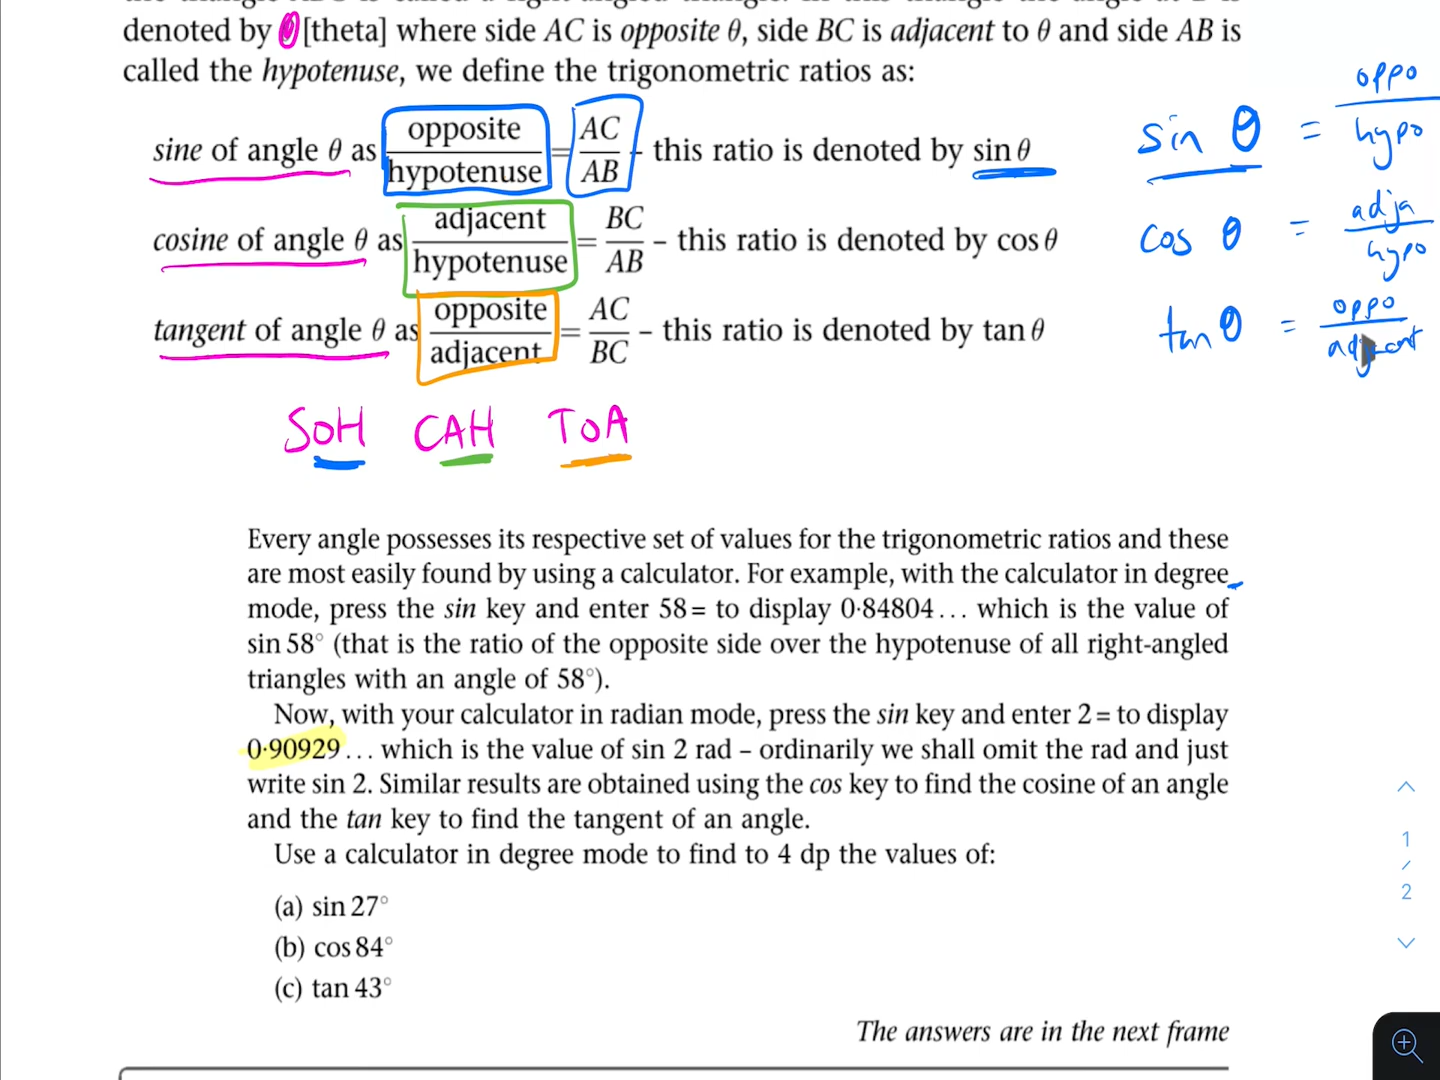 denoted by θ [theta] where side AC is opposite θ, side BC is adjacent to θ and side AB is
called the hypotenuse, we define the trigonometric ratios as:
sine of angle θ as opposite/hypotenuse = AC/AB – this ratio is denoted by sin θ
cosine of angle θ as adjacent/hypotenuse = BC/AB – this ratio is denoted by cos θ
tangent of angle θ as opposite/adjacent = AC/BC – this ratio is denoted by tan θ
sin θ = oppo/hypo
cos θ = adja/hypo
tan θ = oppo/adjacent
SOH CAH TOA
Every angle possesses its respective set of values for the trigonometric ratios and these
are most easily found by using a calculator. For example, with the calculator in degree
mode, press the sin key and enter 58 = to display 0·84804... which is the value of
sin 58° (that is the ratio of the opposite side over the hypotenuse of all right-angled
triangles with an angle of 58°).
Now, with your calculator in radian mode, press the sin key and enter 2 = to display
0·90929... which is the value of sin 2 rad – ordinarily we shall omit the rad and just
write sin 2. Similar results are obtained using the cos key to find the cosine of an angle
and the tan key to find the tangent of an angle.
Use a calculator in degree mode to find to 4 dp the values of:
(a) sin 27°
(b) cos 84°
(c) tan 43°
The answers are in the next frame
1
/
2